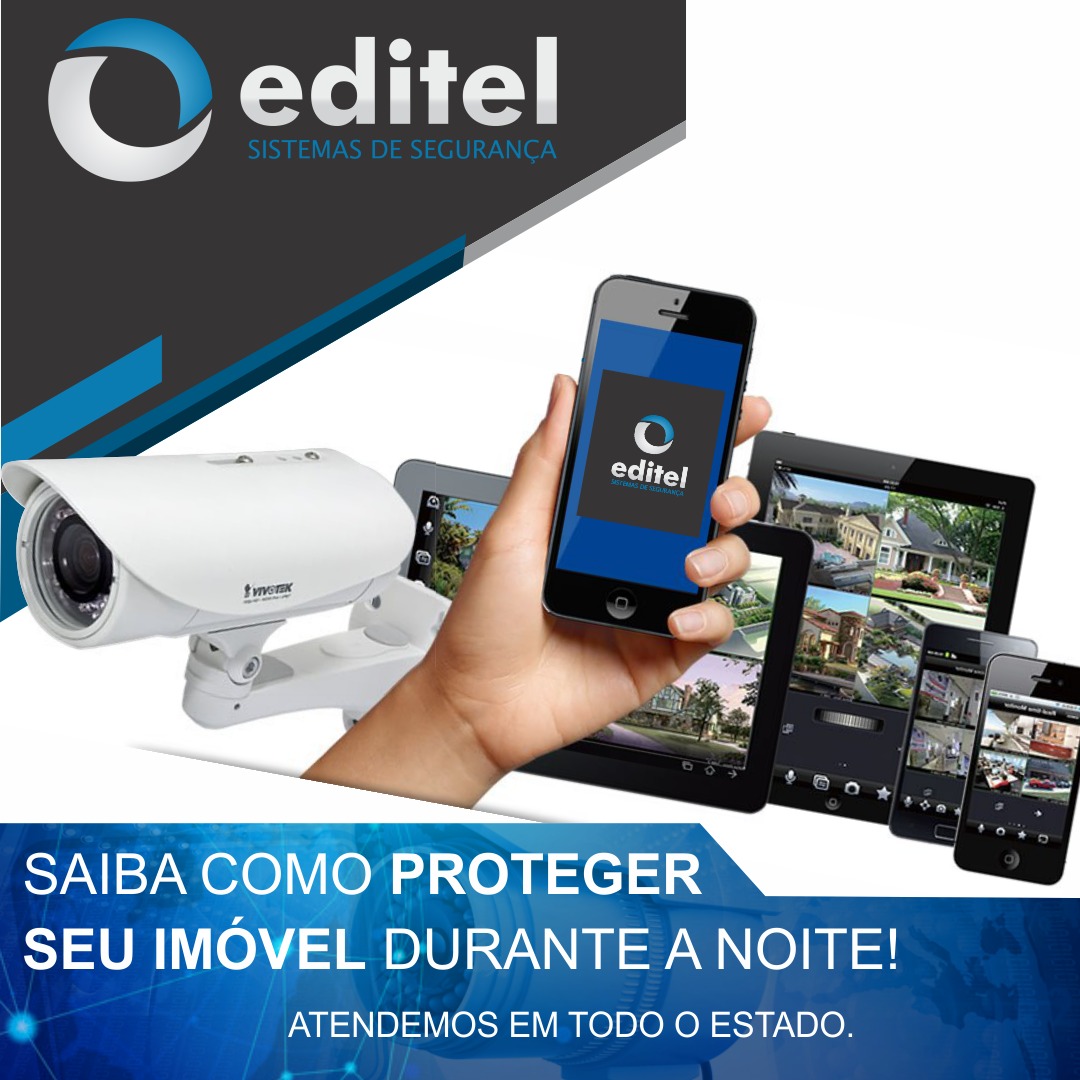 editel
SISTEMAS DE SEGURANÇA
editel
SISTEMAS DE SEGURANÇA
VIVOTEK
SAIBA COMO PROTEGER
SEU IMÓVEL DURANTE A NOITE!
ATENDEMOS EM TODO O ESTADO.